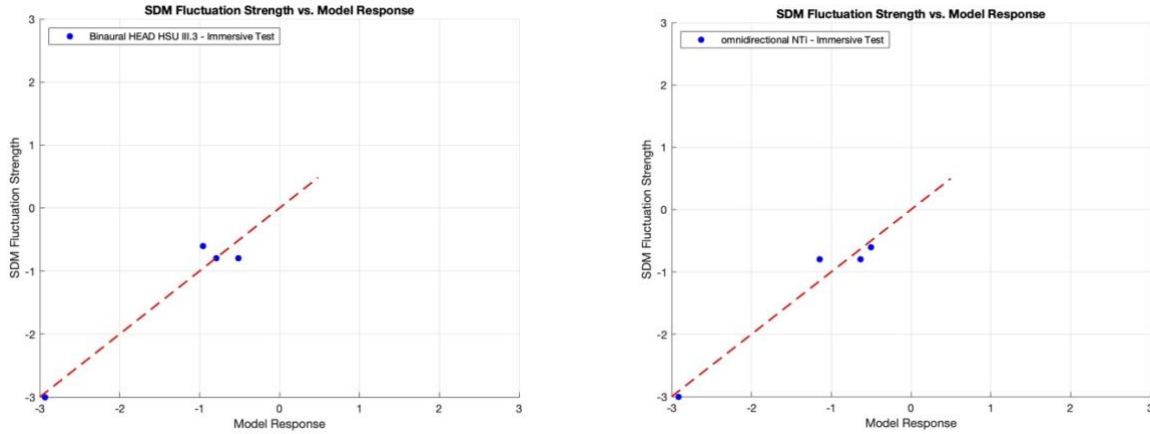 SDM Fluctuation Strength vs. Model Response
3
Binaural HEAD HSU III.3 - Immersive Test
2
1
0
-1
-2
-3
SDM Fluctuation Strength
-3 -2 -1 0 1 2 3
Model Response
SDM Fluctuation Strength vs. Model Response
3
omnidirectional NTi - Immersive Test
2
1
0
-1
-2
-3
SDM Fluctuation Strength
-3 -2 -1 0 1 2 3
Model Response